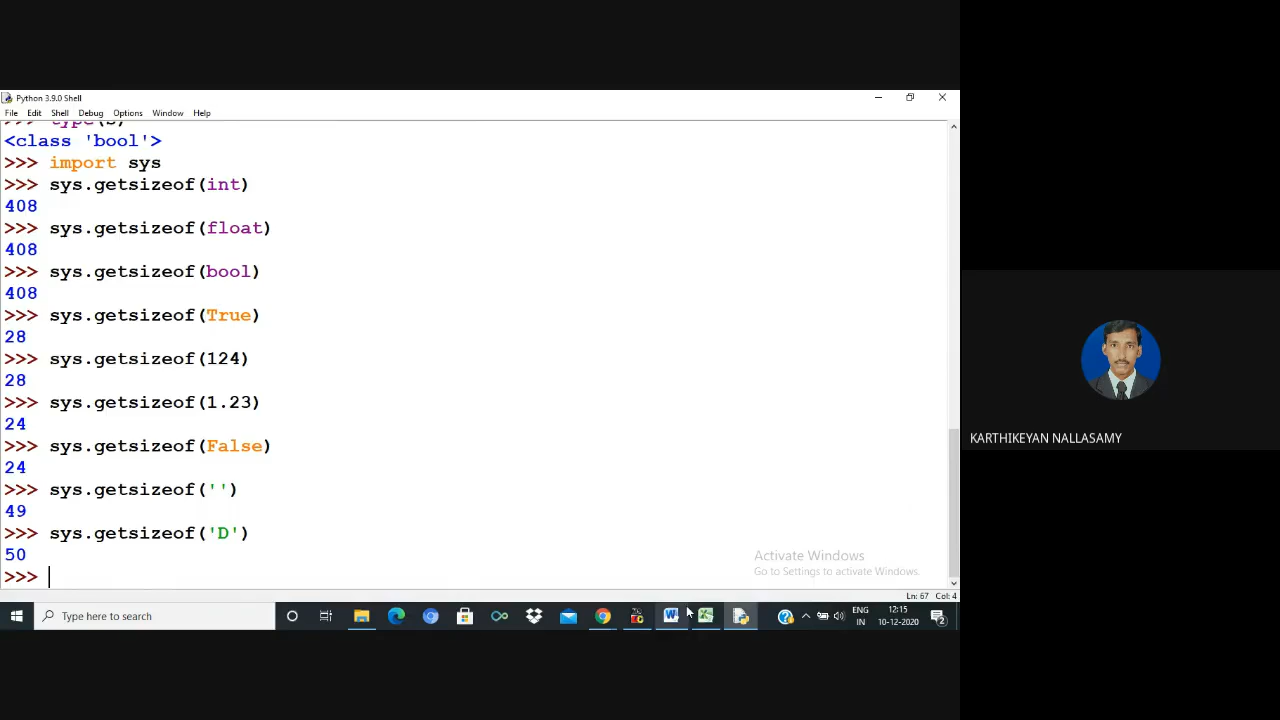 Python 3.9.0 Shell
File Edit Shell Debug Options Window Help
type(s)
<class 'bool'>
>>> import sys
>>> sys.getsizeof(int)
408
>>> sys.getsizeof(float)
408
>>> sys.getsizeof(bool)
408
>>> sys.getsizeof(True)
28
>>> sys.getsizeof(124)
28
>>> sys.getsizeof(1.23)
24
>>> sys.getsizeof(False)
24
>>> sys.getsizeof('')
49
>>> sys.getsizeof('D')
50
>>>
Activate Windows
Go to Settings to activate Windows.
Ln: 67 Col: 4
KARTHIKEYAN NALLASAMY
Type here to search
ENG 12:15
IN 10-12-2020 2